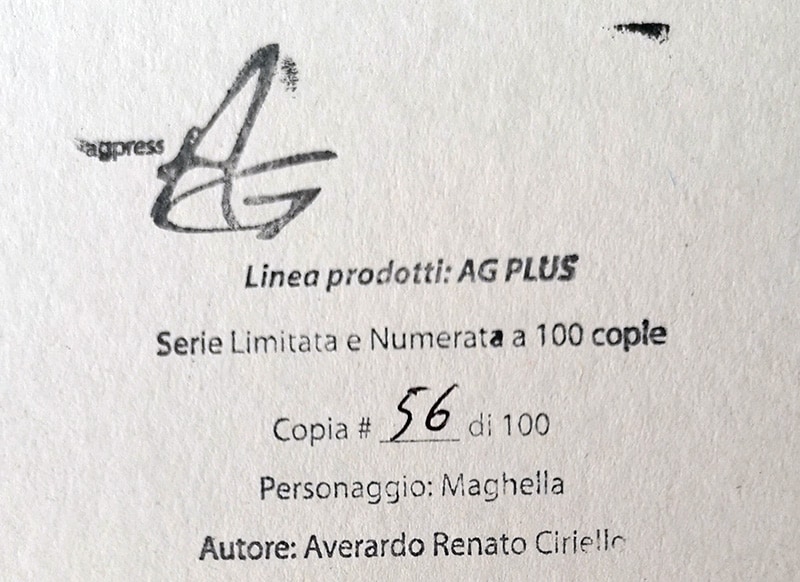 agpress
AG
Linea prodotti: AG PLUS
Serie Limitata e Numerata a 100 copie
Copia # 56 di 100
Personaggio: Maghella
Autore: Averardo Renato Ciriello